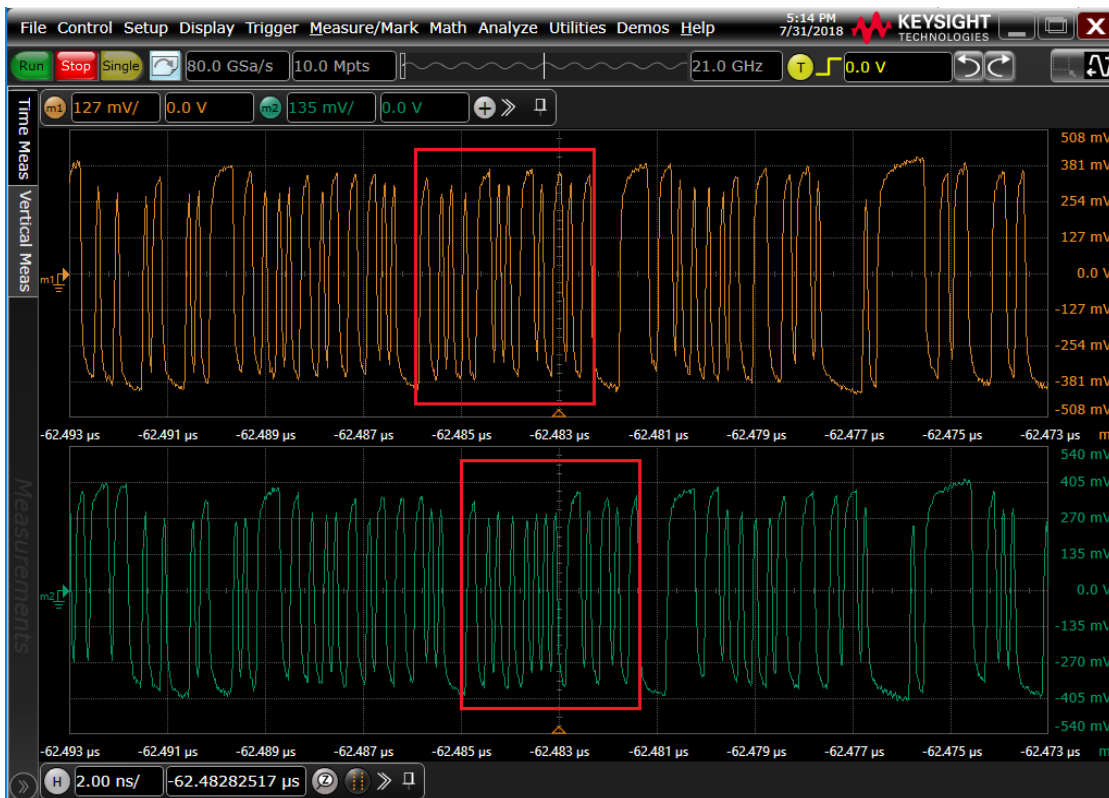 File Control Setup Display Trigger Measure/Mark Math Analyze Utilities Demos Help
5:14 PM
7/31/2018
KEYSIGHT
TECHNOLOGIES
X
Run Stop Single 80.0 GSa/s 10.0 Mpts 21.0 GHz T 0.0 V
m1 127 mV/ 0.0 V m2 135 mV/ 0.0 V
Time Meas
Vertical Meas
Measurements
508 mV
381 mV
254 mV
127 mV
m1
0.0 V
-127 mV
-254 mV
-381 mV
-508 mV
-62.493 µs -62.491 µs -62.489 µs -62.487 µs -62.485 µs -62.483 µs -62.481 µs -62.479 µs -62.477 µs -62.475 µs -62.473 µs m
540 mV
405 mV
270 mV
135 mV
m2
0.0 V
-135 mV
-270 mV
-405 mV
-540 mV
-62.493 µs -62.491 µs -62.489 µs -62.487 µs -62.485 µs -62.483 µs -62.481 µs -62.479 µs -62.477 µs -62.475 µs -62.473 µs m
H 2.00 ns/ -62.48282517 µs Z